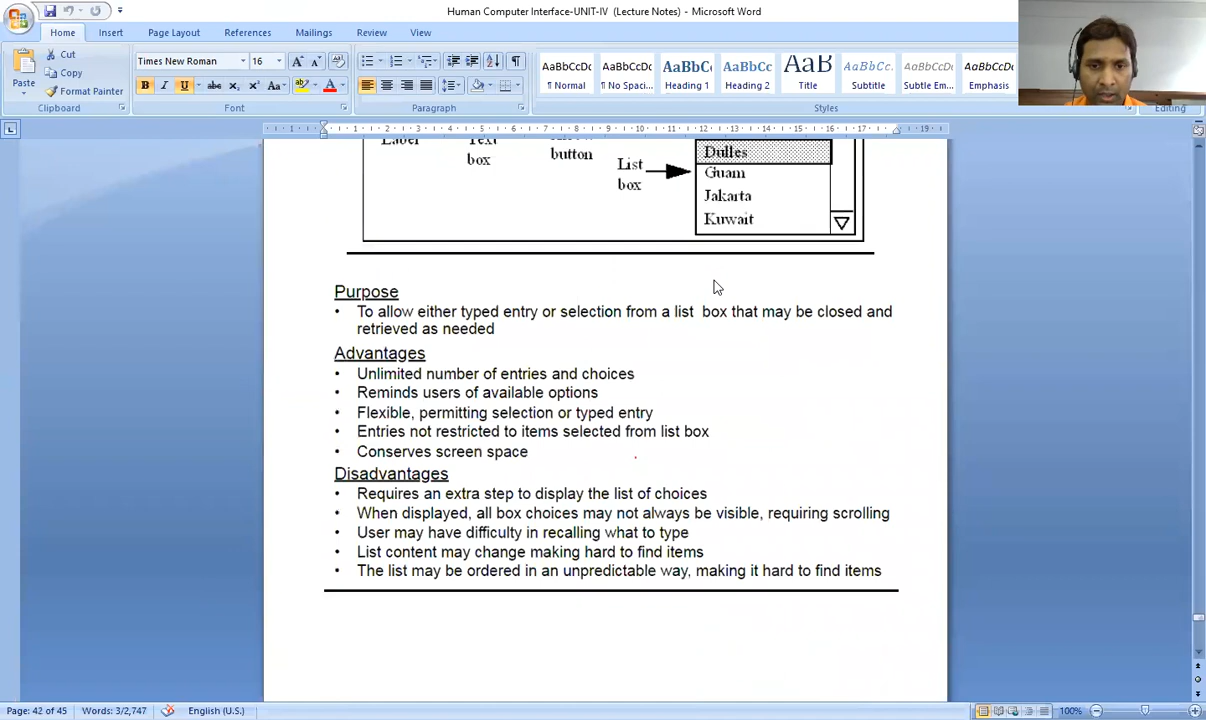 Human Computer Interface-UNIT-IV (Lecture Notes) - Microsoft Word
Home Insert Page Layout References Mailings Review View
Paste
Cut
Copy
Format Painter
Clipboard
Times New Roman 16
B I U abc x₂ x² Aa
Font
Paragraph
AaBbCcDc AaBbCcDc AaBbC AaBbCc AaB AaBbCc. AaBbCcDc AaBbCcDc
¶ Normal ¶ No Spaci... Heading 1 Heading 2 Title Subtitle Subtle Em... Emphasis
Styles
Editing
Label
Text
box
button
List
box
Dulles
Guam
Jakarta
Kuwait
Purpose
• To allow either typed entry or selection from a list box that may be closed and
retrieved as needed
Advantages
• Unlimited number of entries and choices
• Reminds users of available options
• Flexible, permitting selection or typed entry
• Entries not restricted to items selected from list box
• Conserves screen space
Disadvantages
• Requires an extra step to display the list of choices
• When displayed, all box choices may not always be visible, requiring scrolling
• User may have difficulty in recalling what to type
• List content may change making hard to find items
• The list may be ordered in an unpredictable way, making it hard to find items
Page: 42 of 45 Words: 3/2,747 English (U.S.) 100%